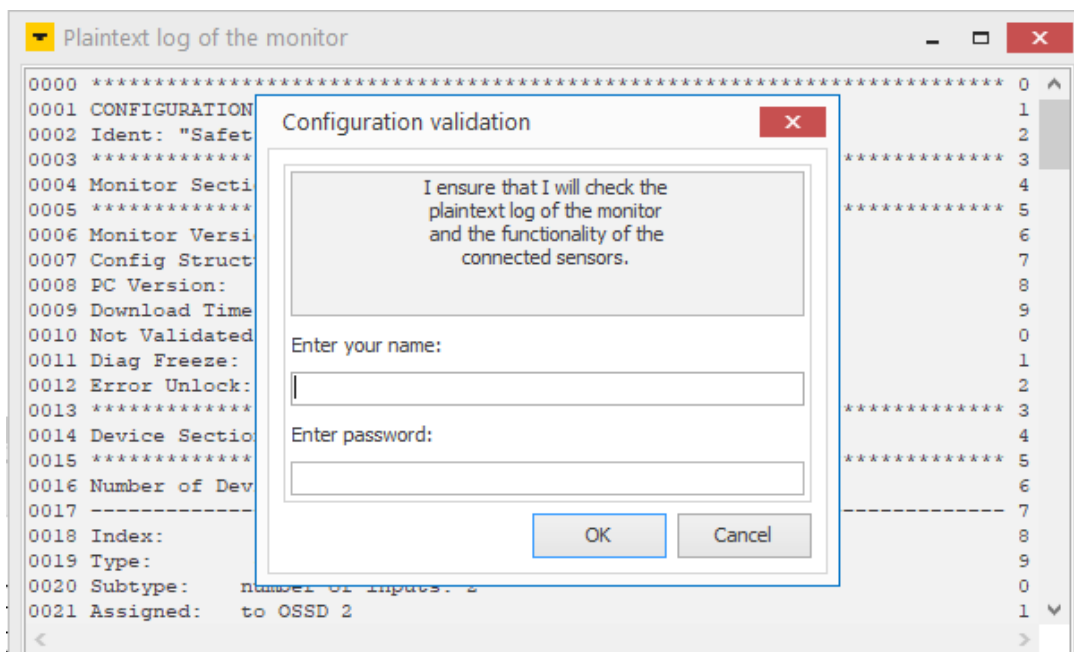 Plaintext log of the monitor
0000 ************************************************************************* 0
0001 CONFIGURATION 1
0002 Ident: "Safet 2
0003 ************* ************* 3
0004 Monitor Secti 4
0005 ************* ************* 5
0006 Monitor Versi 6
0007 Config Struct 7
0008 PC Version: 8
0009 Download Time 9
0010 Not Validated 0
0011 Diag Freeze: 1
0012 Error Unlock: 2
0013 ************* ************* 3
0014 Device Sectio 4
0015 ************* ************* 5
0016 Number of Dev 6
0017 ------------- ------------- 7
0018 Index: 8
0019 Type: 9
0020 Subtype: number of inputs: 2 0
0021 Assigned: to OSSD 2 1
Configuration validation
I ensure that I will check the
plaintext log of the monitor
and the functionality of the
connected sensors.
Enter your name:
Enter password:
OK Cancel